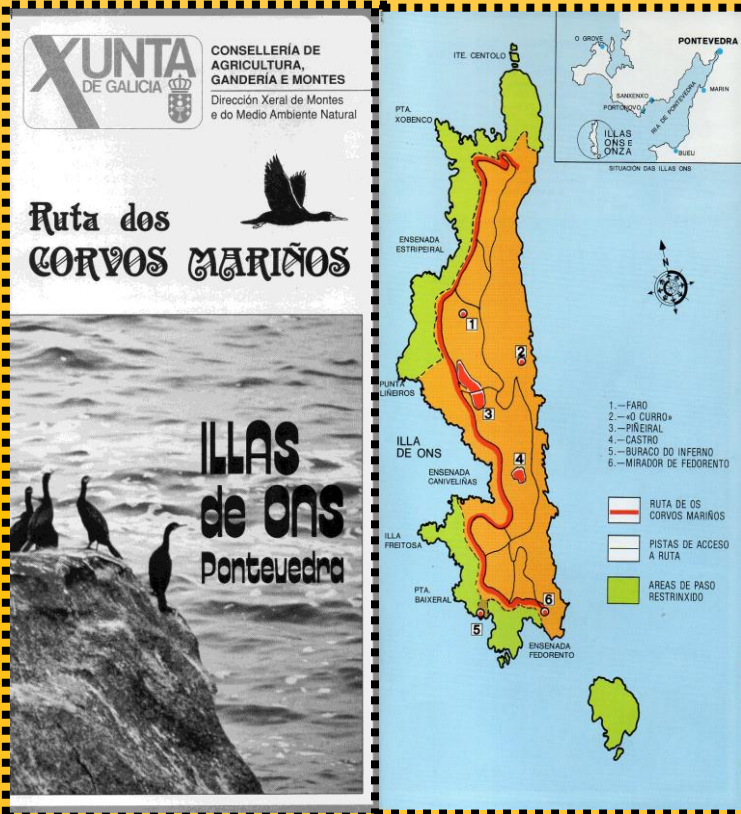 XUNTA
DE GALICIA
CONSELLERÍA DE
AGRICULTURA,
GANDERÍA E MONTES
Dirección Xeral de Montes
e do Medio Ambiente Natural
Ruta dos
CORVOS MARIÑOS
ILLAS
de ONS
Pontevedra
ITE. CENTOLO
PTA.
XOBENCO
ENSENADA
ESTRIPEIRAL
1
2
PUNTA
LIÑEIROS
3
ILLA
DE ONS
4
ENSENADA
CANIVELIÑAS
ILLA
FREITOSA
PTA.
BAIXERAL
5
6
ENSENADA
FEDORENTO
O GROVE
PONTEVEDRA
MARIN
SANXENXO
PORTONOVO
RIA DE PONTEVEDRA
ILLAS
ONS E
ONZA
BUEU
SITUACION DAS ILLAS ONS
N
1.—FARO
2.—«O CURRO»
3.—PIÑEIRAL
4.—CASTRO
5.—BURACO DO INFERNO
6.—MIRADOR DE FEDORENTO
RUTA DE OS
CORVOS MARIÑOS
PISTAS DE ACCESO
A RUTA
AREAS DE PASO
RESTRINXIDO